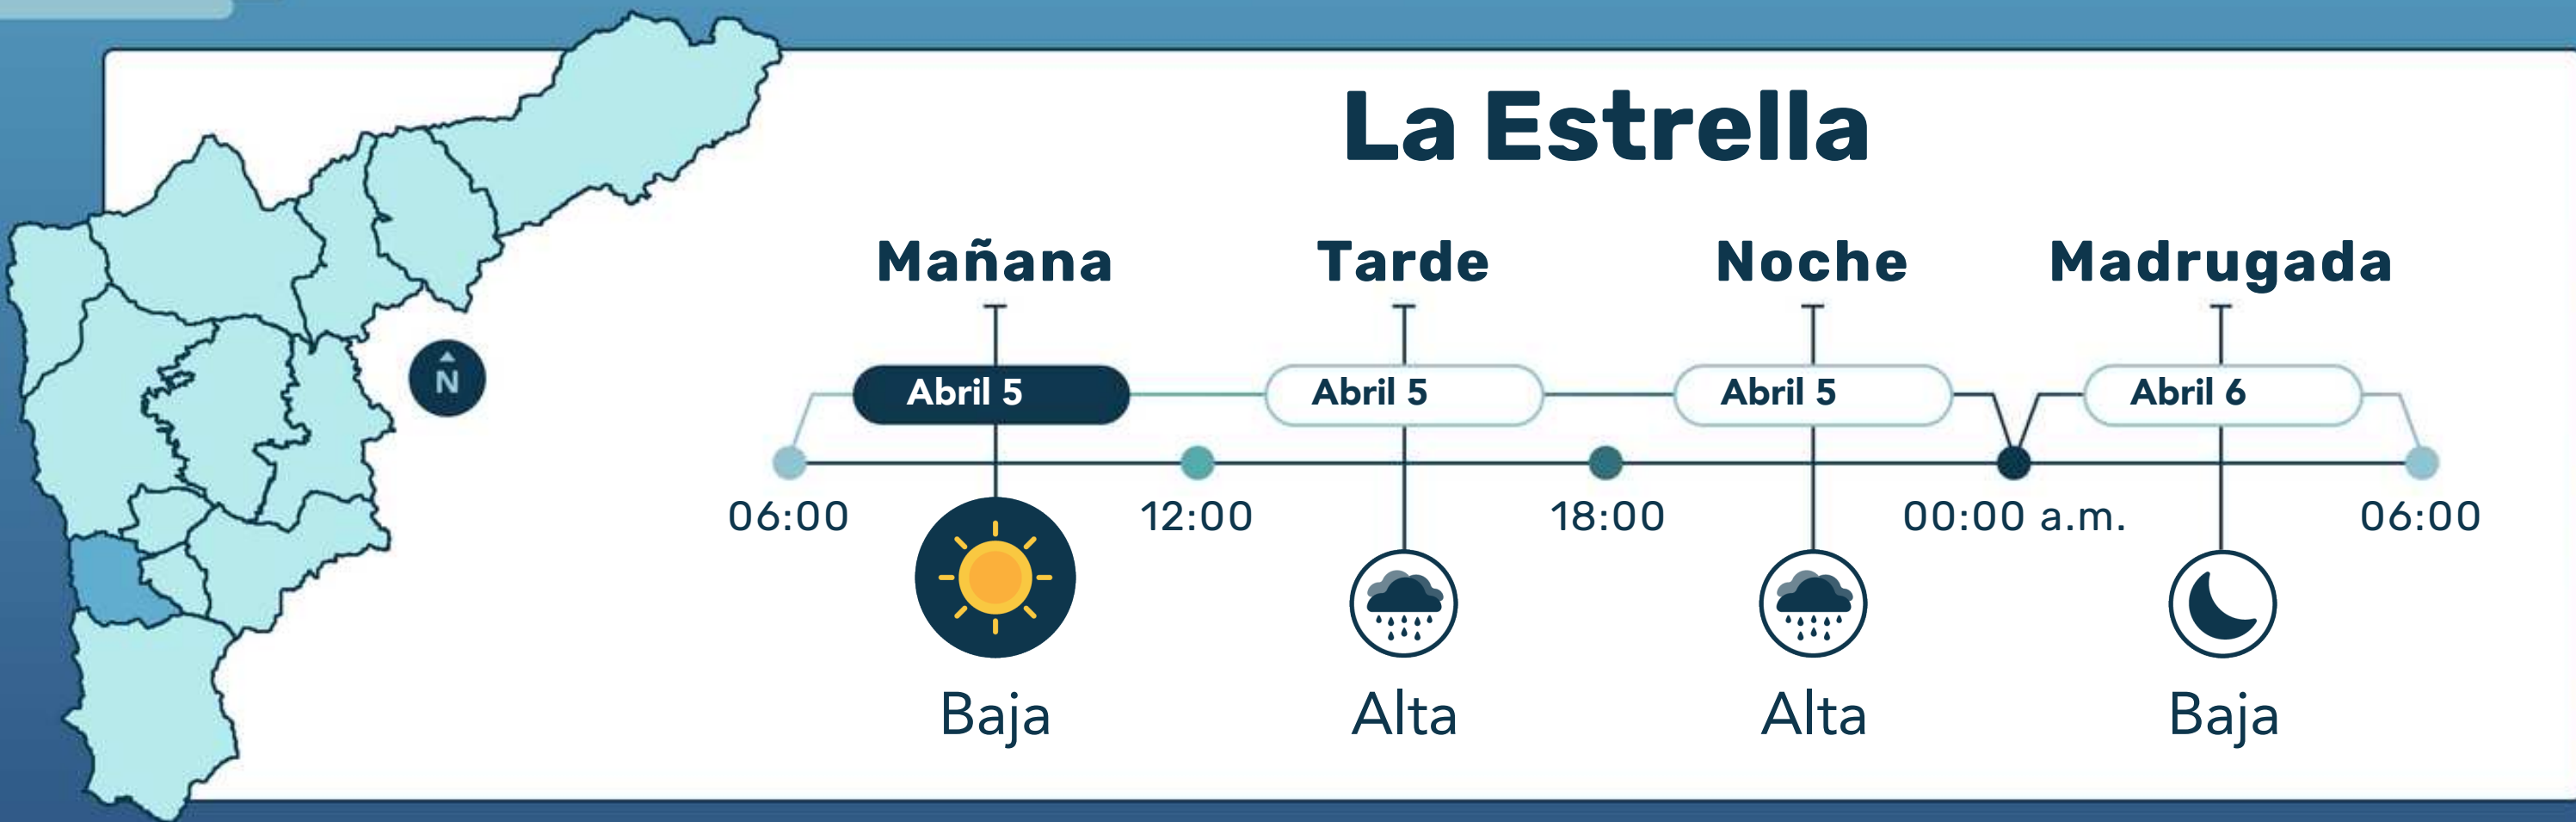 La Estrella
Mañana Tarde Noche Madrugada
N
Abril 5 Abril 5 Abril 5 Abril 6
06:00 12:00 18:00 00:00 a.m. 06:00
Baja Alta Alta Baja